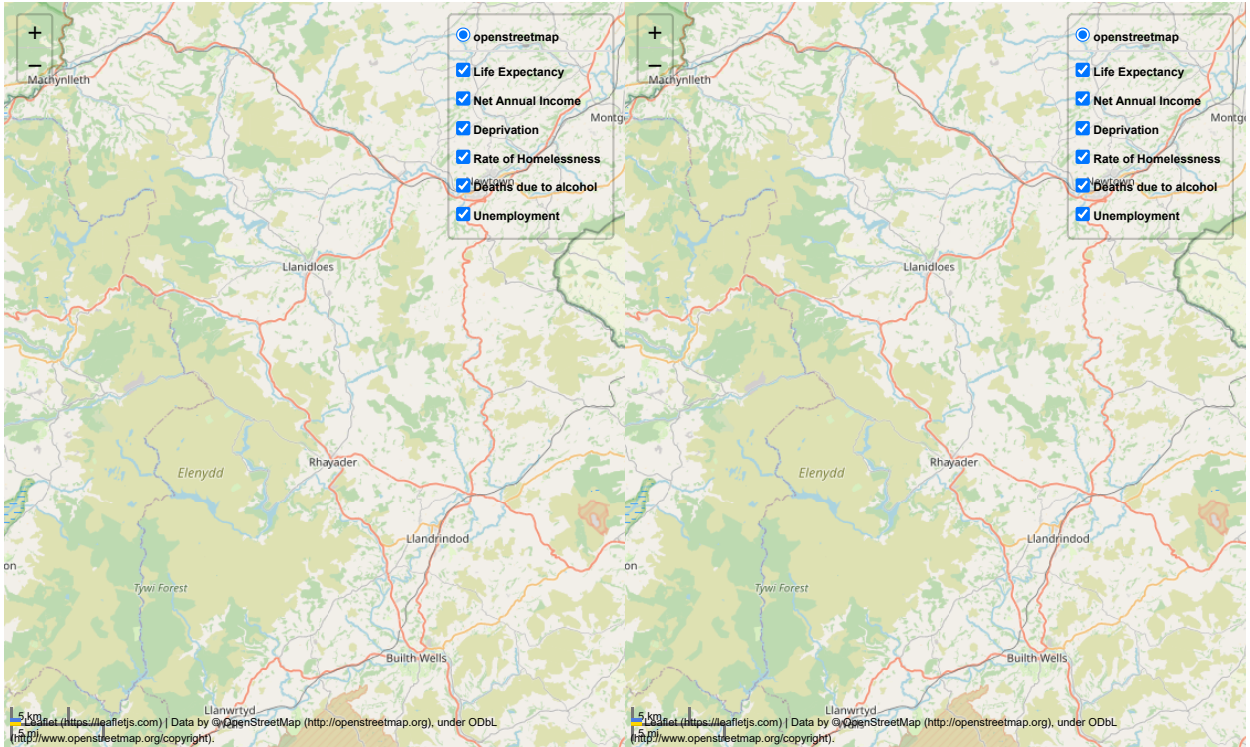 +
−
openstreetmap
Life Expectancy
Net Annual Income
Deprivation
Rate of Homelessness
Deaths due to alcohol
Unemployment
Machynlleth
Newtown
Llanidloes
Rhayader
Elenydd
Llandrindod
Tywi Forest
Builth Wells
Llanwrtyd
5 km
5 mi
Leaflet (https://leafletjs.com) | Data by © OpenStreetMap (http://openstreetmap.org), under ODbL
(http://www.openstreetmap.org/copyright).
+
−
openstreetmap
Life Expectancy
Net Annual Income
Deprivation
Rate of Homelessness
Deaths due to alcohol
Unemployment
Machynlleth
Newtown
Llanidloes
Rhayader
Elenydd
Llandrindod
Tywi Forest
Builth Wells
Llanwrtyd
5 km
5 mi
Leaflet (https://leafletjs.com) | Data by © OpenStreetMap (http://openstreetmap.org), under ODbL
(http://www.openstreetmap.org/copyright).